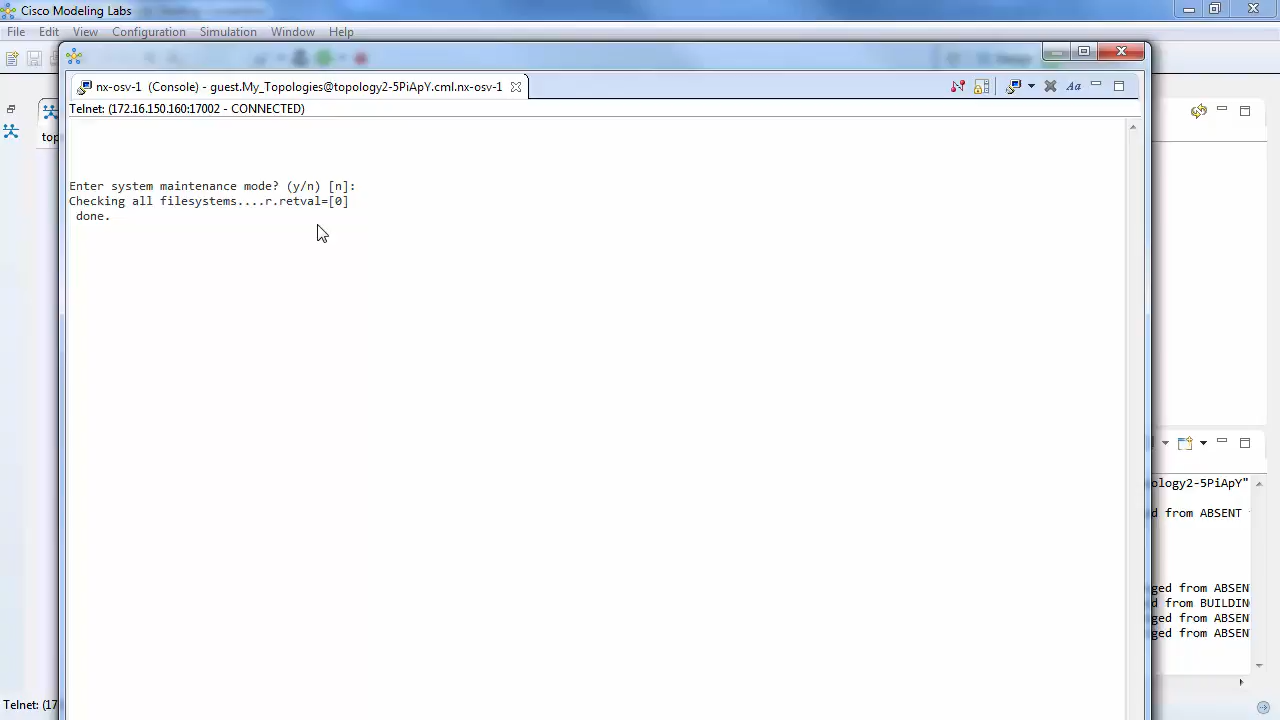 Cisco Modeling Labs
File Edit View Configuration Simulation Window Help
nx-osv-1 (Console) - guest.My_Topologies@topology2-5PiApY.cml.nx-osv-1
Aa
Telnet: (172.16.150.160:17002 - CONNECTED)
top
Enter system maintenance mode? (y/n) [n]:
Checking all filesystems....r.retval=[0]
done.
ology2-5PiApY"
d from ABSENT
ged from ABSEN
d from BUILDIN
ged from ABSEN
ged from ABSEN
Telnet: (17